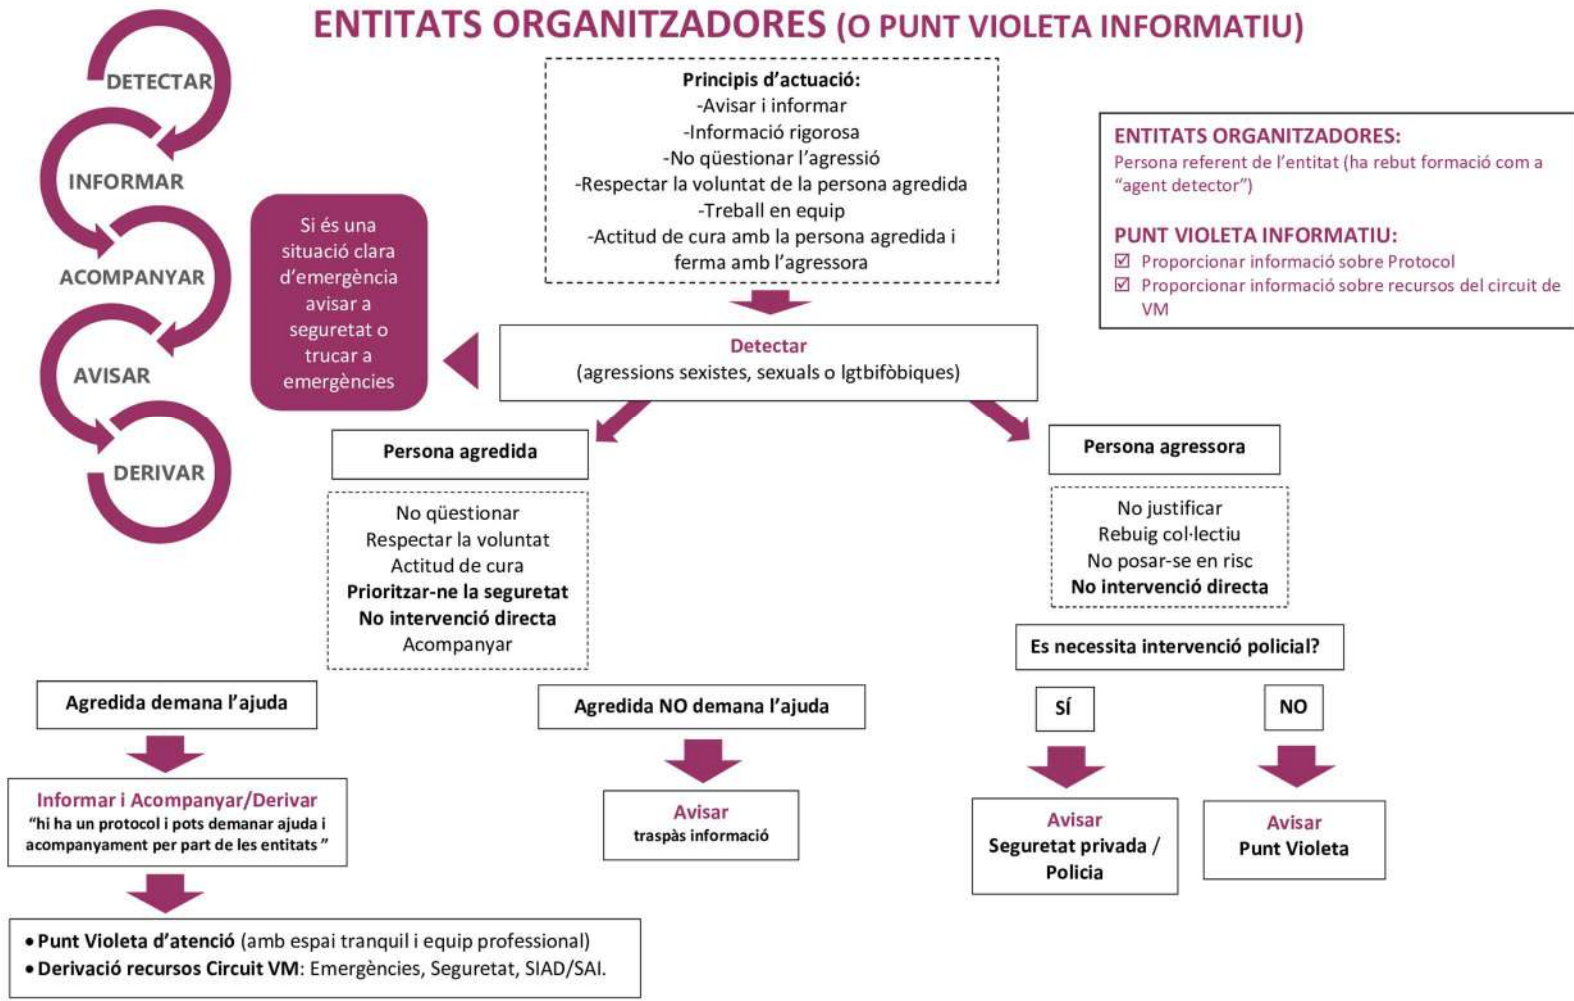 ENTITATS ORGANITZADORES (O PUNT VIOLETA INFORMATIU)
DETECTAR
INFORMAR
ACOMPANYAR
AVISAR
DERIVAR
Principis d'actuació:
-Avisar i informar
-Informació rigorosa
-No qüestionar l'agressió
-Respectar la voluntat de la persona agredida
-Treball en equip
-Actitud de cura amb la persona agredida i
ferma amb l'agressora
ENTITATS ORGANITZADORES:
Persona referent de l'entitat (ha rebut formació com a
“agent detector”)
PUNT VIOLETA INFORMATIU:
☑ Proporcionar informació sobre Protocol
☑ Proporcionar informació sobre recursos del circuit de
VM
Si és una
situació clara
d'emergència
avisar a
seguretat o
trucar a
emergències
Detectar
(agressions sexistes, sexuals o lgtbifòbiques)
Persona agredida
No qüestionar
Respectar la voluntat
Actitud de cura
Prioritzar-ne la seguretat
No intervenció directa
Acompanyar
Persona agressora
No justificar
Rebuig col·lectiu
No posar-se en risc
No intervenció directa
Es necessita intervenció policial?
Agredida demana l'ajuda
Agredida NO demana l'ajuda
SÍ
NO
Informar i Acompanyar/Derivar
“hi ha un protocol i pots demanar ajuda i
acompanyament per part de les entitats ”
Avisar
traspàs informació
Avisar
Seguretat privada /
Policia
Avisar
Punt Violeta
• Punt Violeta d'atenció (amb espai tranquil i equip professional)
• Derivació recursos Circuit VM: Emergències, Seguretat, SIAD/SAI.